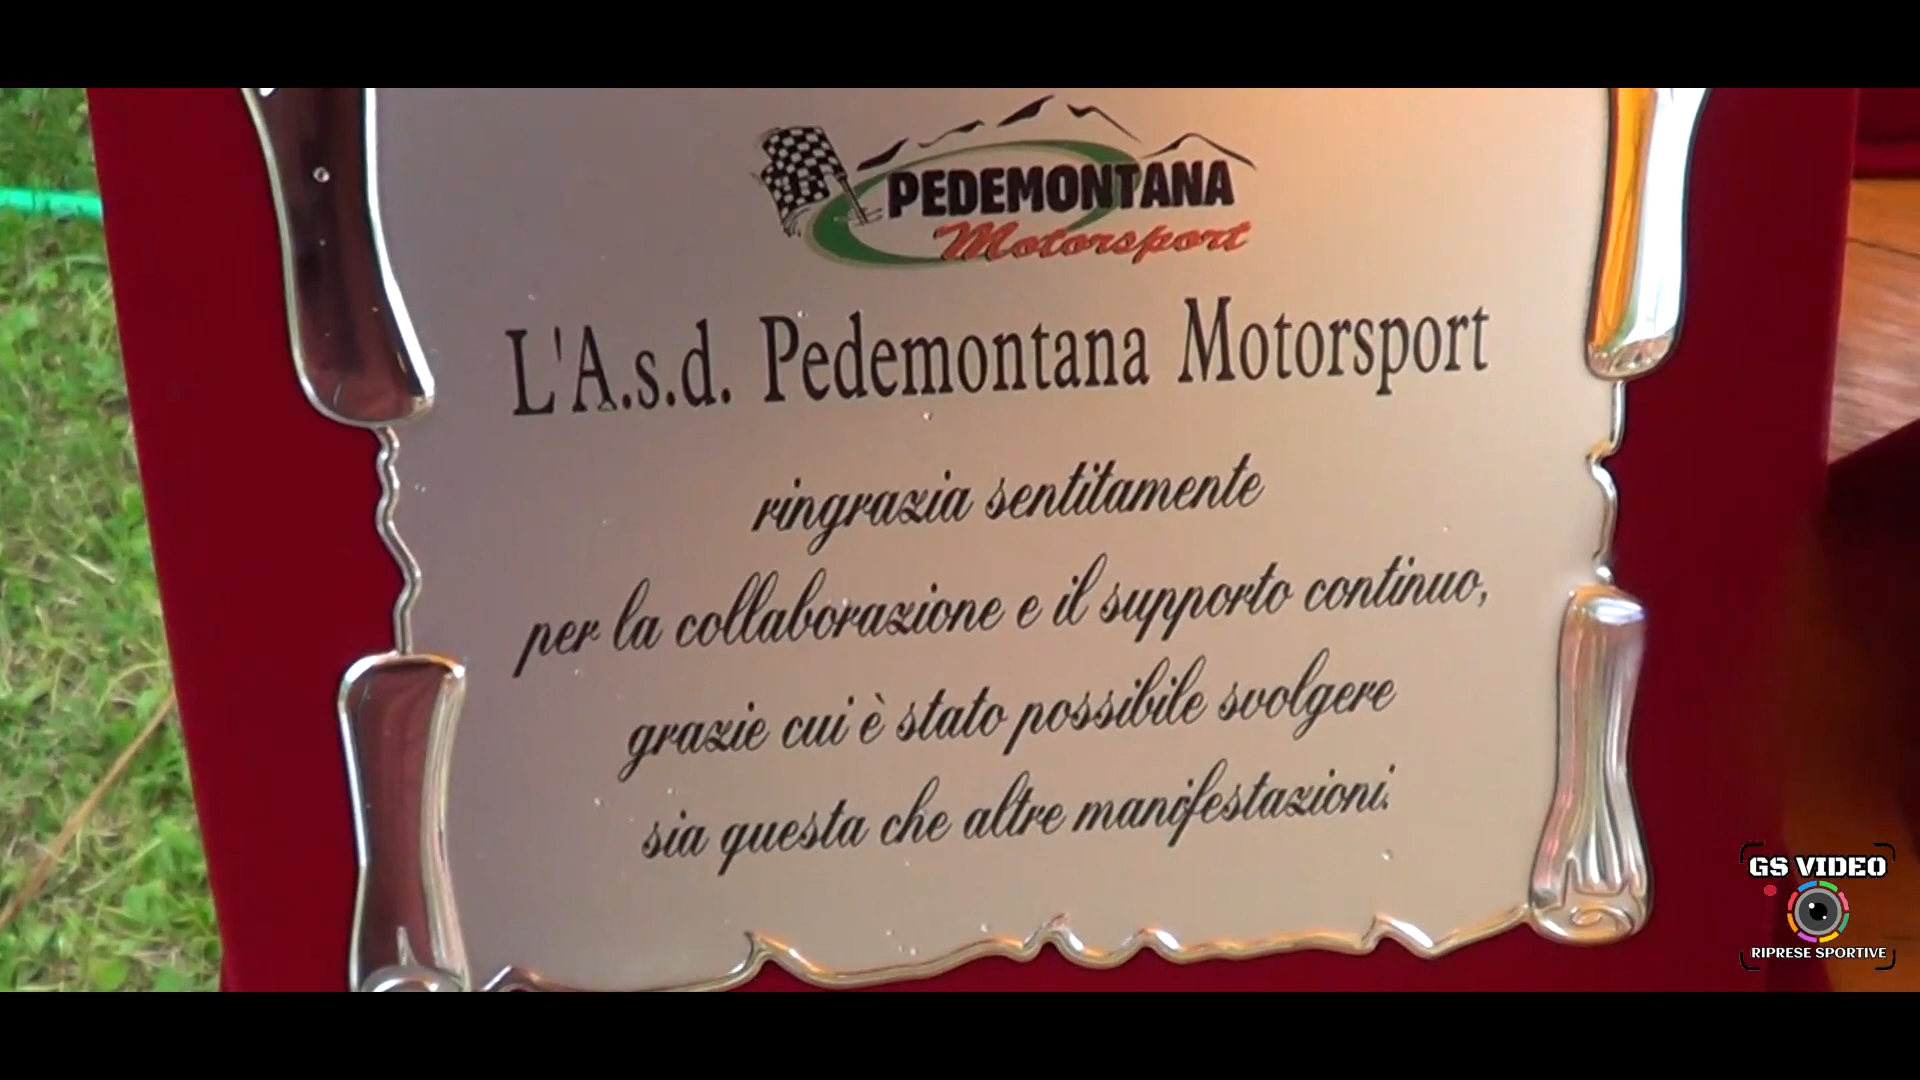 PEDEMONTANA
Motorsport
L'A.s.d. Pedemontana Motorsport
ringrazia sentitamente
per la collaborazione e il supporto continuo,
grazie cui è stato possibile svolgere
sia questa che altre manifestazioni.
GS VIDEO
RIPRESE SPORTIVE